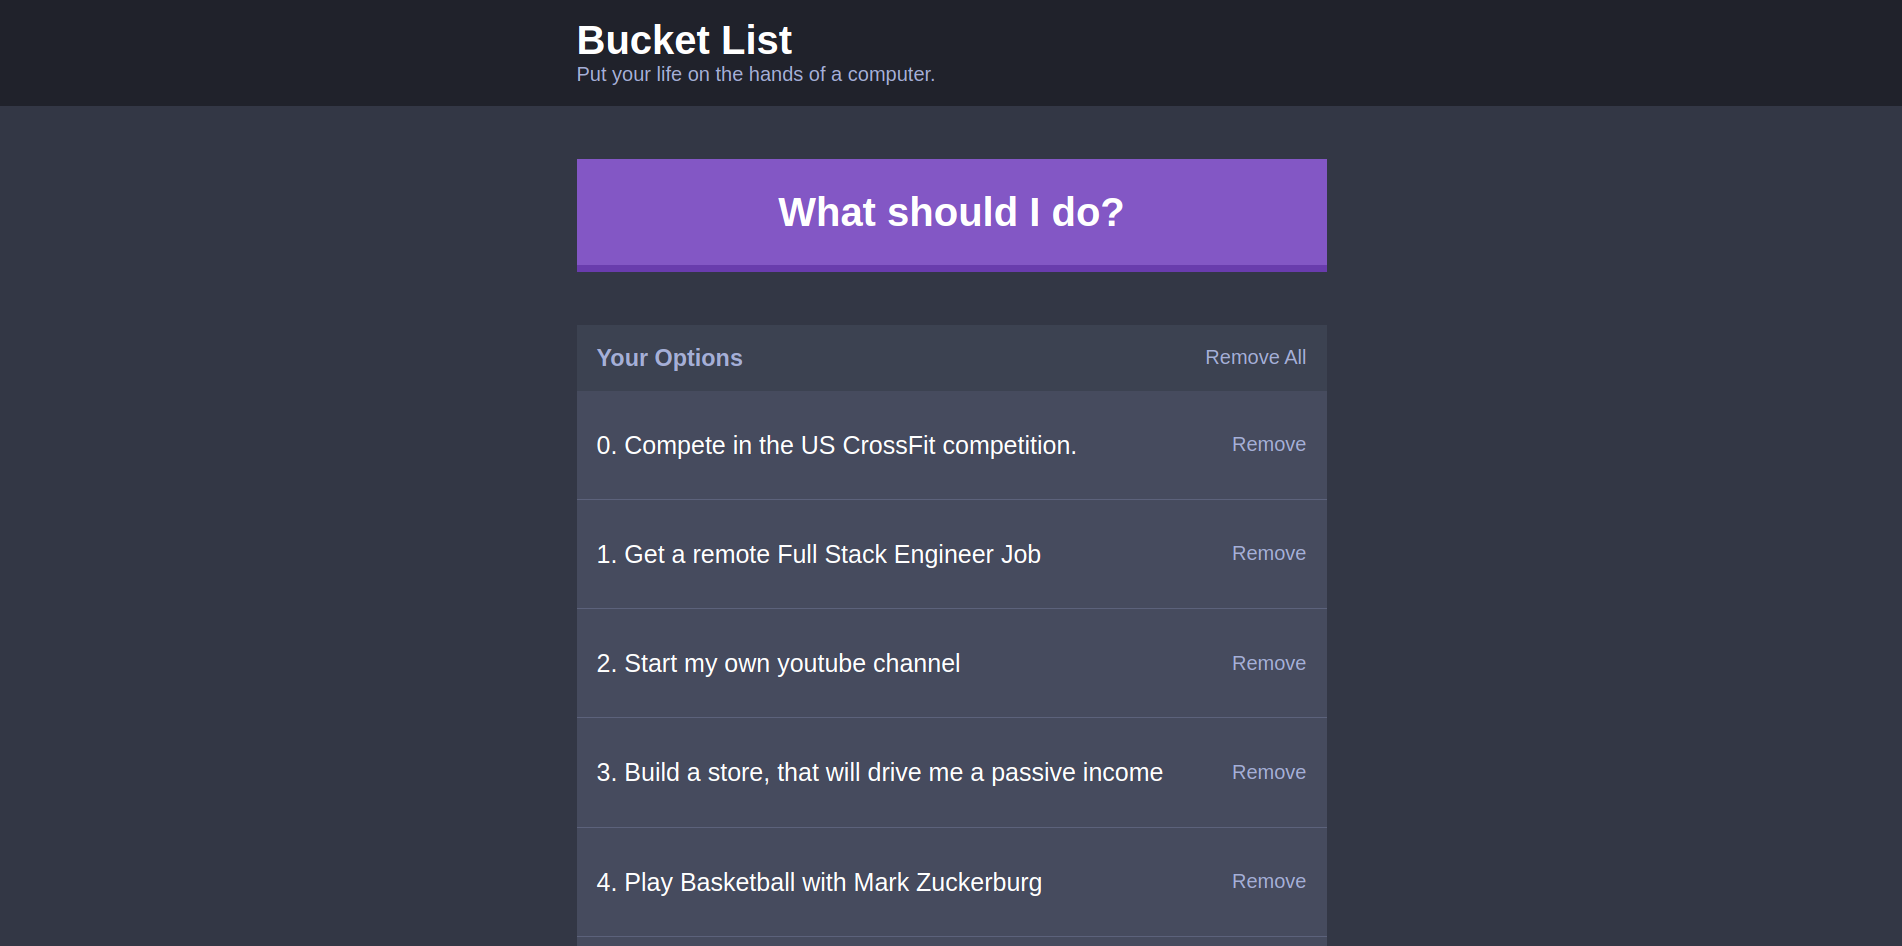 Bucket List
Put your life on the hands of a computer.
What should I do?
Your Options Remove All
0. Compete in the US CrossFit competition. Remove
1. Get a remote Full Stack Engineer Job Remove
2. Start my own youtube channel Remove
3. Build a store, that will drive me a passive income Remove
4. Play Basketball with Mark Zuckerburg Remove